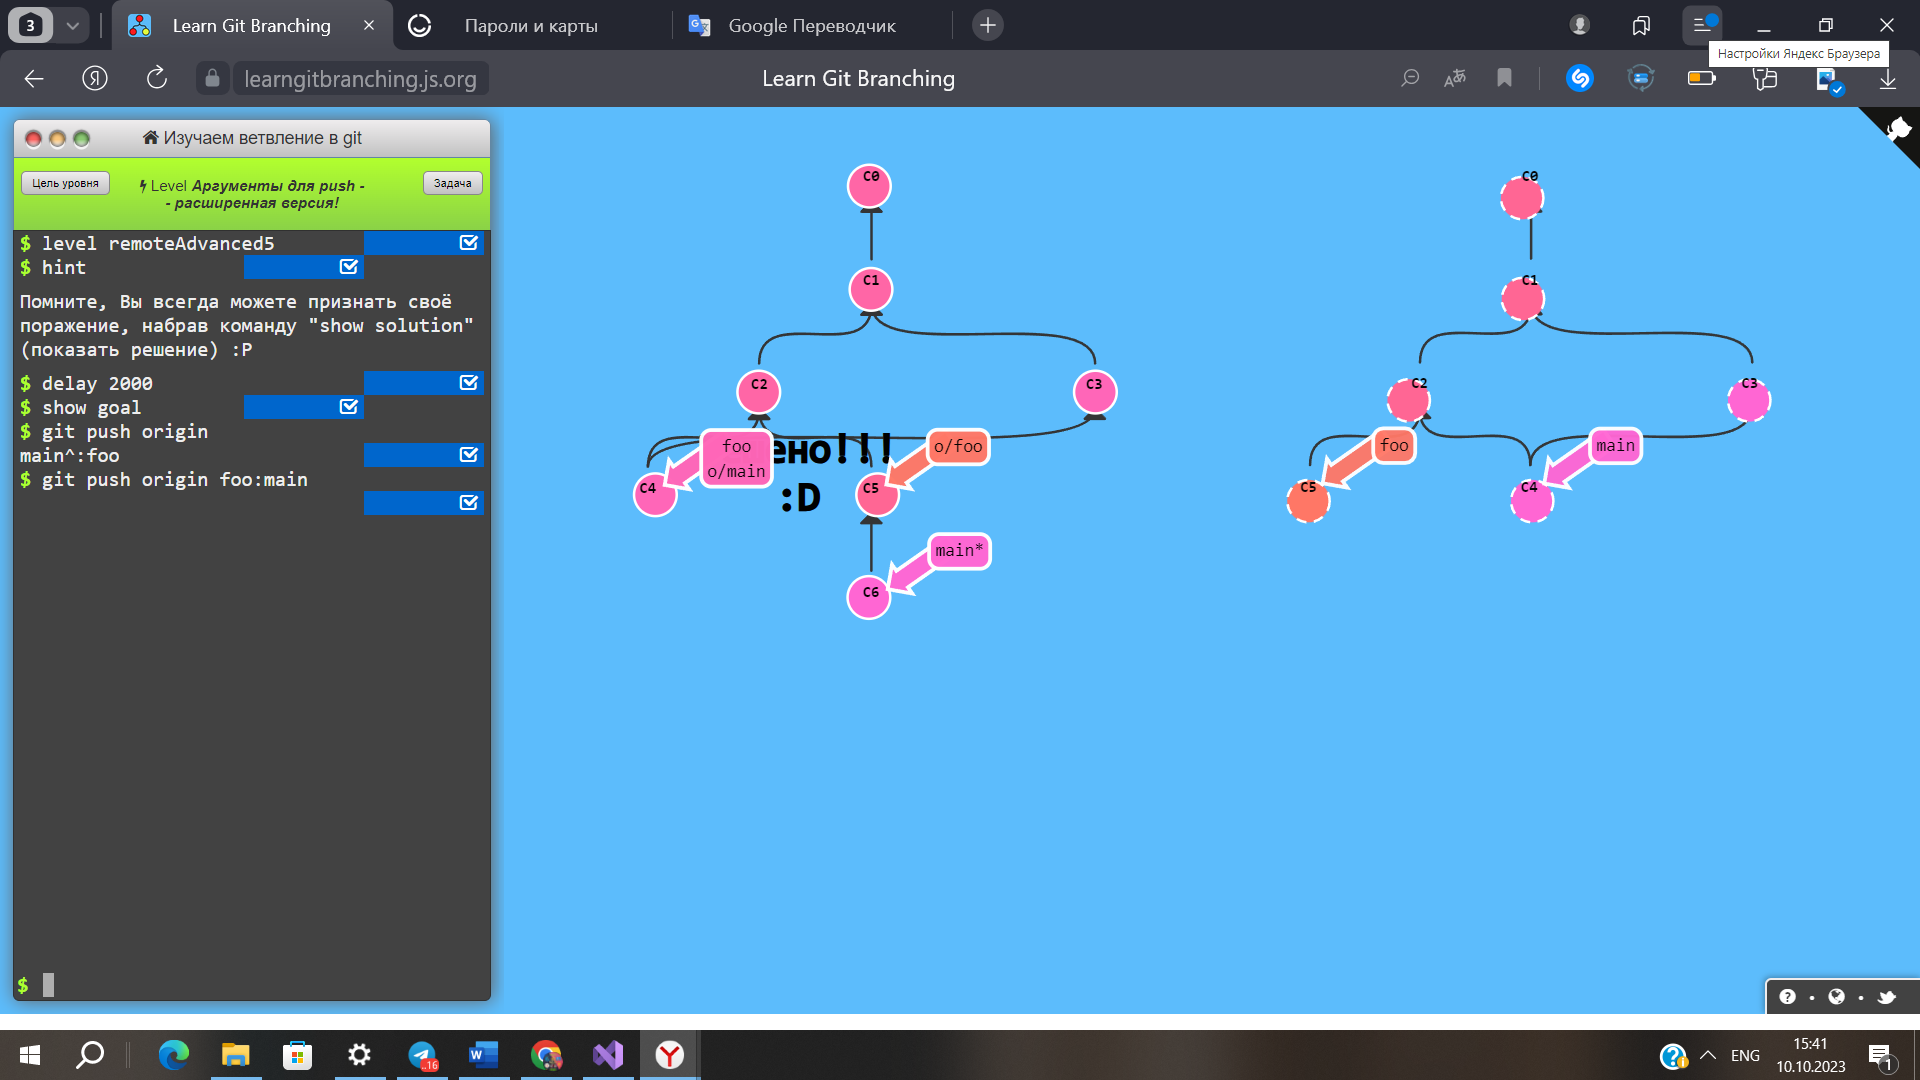 3
Learn Git Branching
Пароли и карты
Google Переводчик
Настройки Яндекс Браузера
learngitbranching.js.org
Learn Git Branching
Изучаем ветвление в git
Цель уровня
Level Аргументы для push -
- расширенная версия!
Задача
$ level remoteAdvanced5
$ hint
Помните, Вы всегда можете признать своё
поражение, набрав команду "show solution"
(показать решение) :P
$ delay 2000
$ show goal
$ git push origin
main^:foo
$ git push origin foo:main
$
C0
C1
C2
C3
foo
o/main
ено!!!
:D
o/foo
C4
C5
main*
C6
C0
C1
C2
C3
foo
main
C5
C4
..16
ENG
15:41
10.10.2023
1